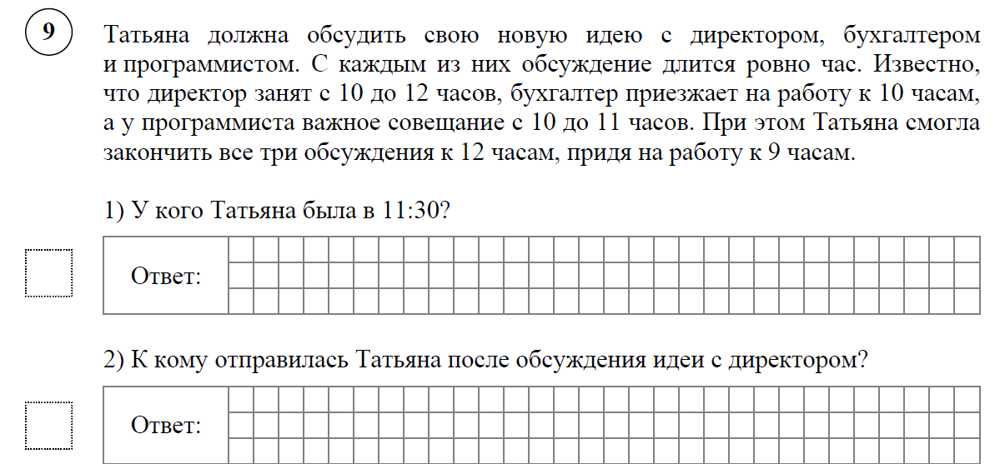 9
Татьяна должна обсудить свою новую идею с директором, бухгалтером
и программистом. С каждым из них обсуждение длится ровно час. Известно,
что директор занят с 10 до 12 часов, бухгалтер приезжает на работу к 10 часам,
а у программиста важное совещание с 10 до 11 часов. При этом Татьяна смогла
закончить все три обсуждения к 12 часам, придя на работу к 9 часам.
1) У кого Татьяна была в 11:30?
Ответ:
2) К кому отправилась Татьяна после обсуждения идеи с директором?
Ответ: